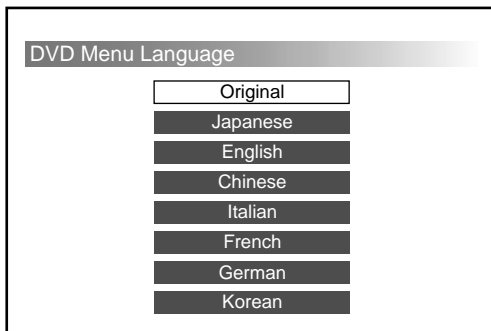 DVD Menu Language
Original
Japanese
English
Chinese
Italian
French
German
Korean